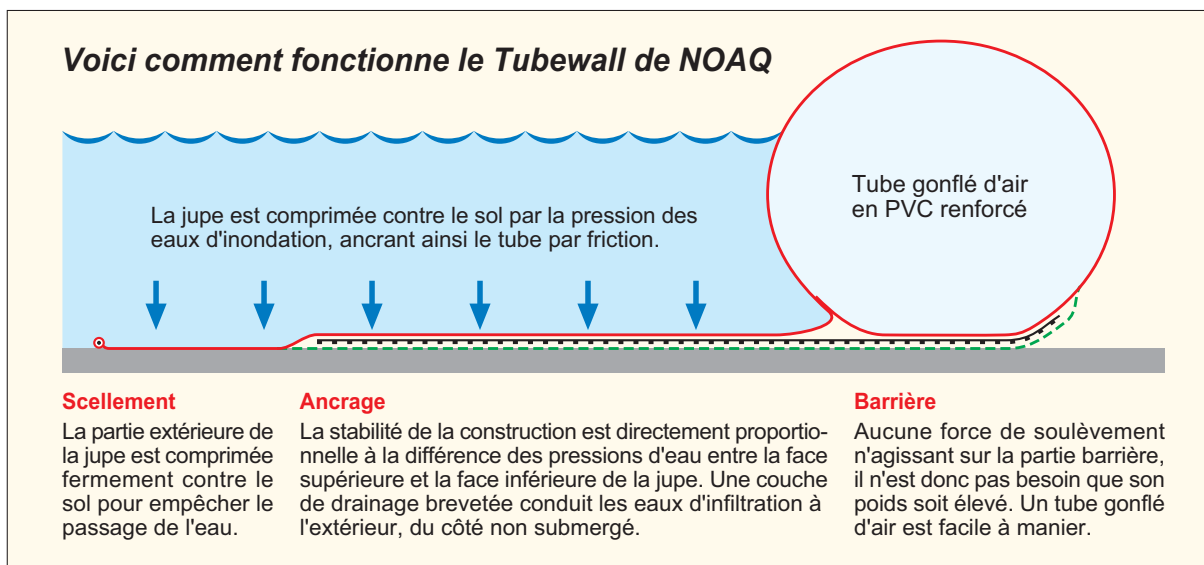 Voici comment fonctionne le Tubewall de NOAQ
La jupe est comprimée contre le sol par la pression des
eaux d'inondation, ancrant ainsi le tube par friction.
Tube gonflé d'air
en PVC renforcé
Scellement
La partie extérieure de
la jupe est comprimée
fermement contre le
sol pour empêcher le
passage de l'eau.
Ancrage
La stabilité de la construction est directement proportio-
nnelle à la différence des pressions d'eau entre la face
supérieure et la face inférieure de la jupe. Une couche
de drainage brevetée conduit les eaux d'infiltration à
l'extérieur, du côté non submergé.
Barrière
Aucune force de soulèvement
n'agissant sur la partie barrière,
il n'est donc pas besoin que son
poids soit élevé. Un tube gonflé
d'air est facile à manier.